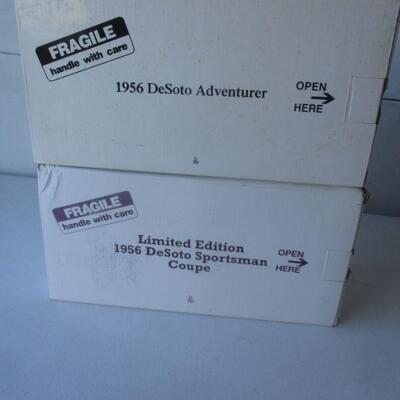 FRAGILE
handle with care
1956 DeSoto Adventurer
OPEN
HERE
FRAGILE
handle with care
Limited Edition
1956 DeSoto Sportsman
Coupe
OPEN
HERE